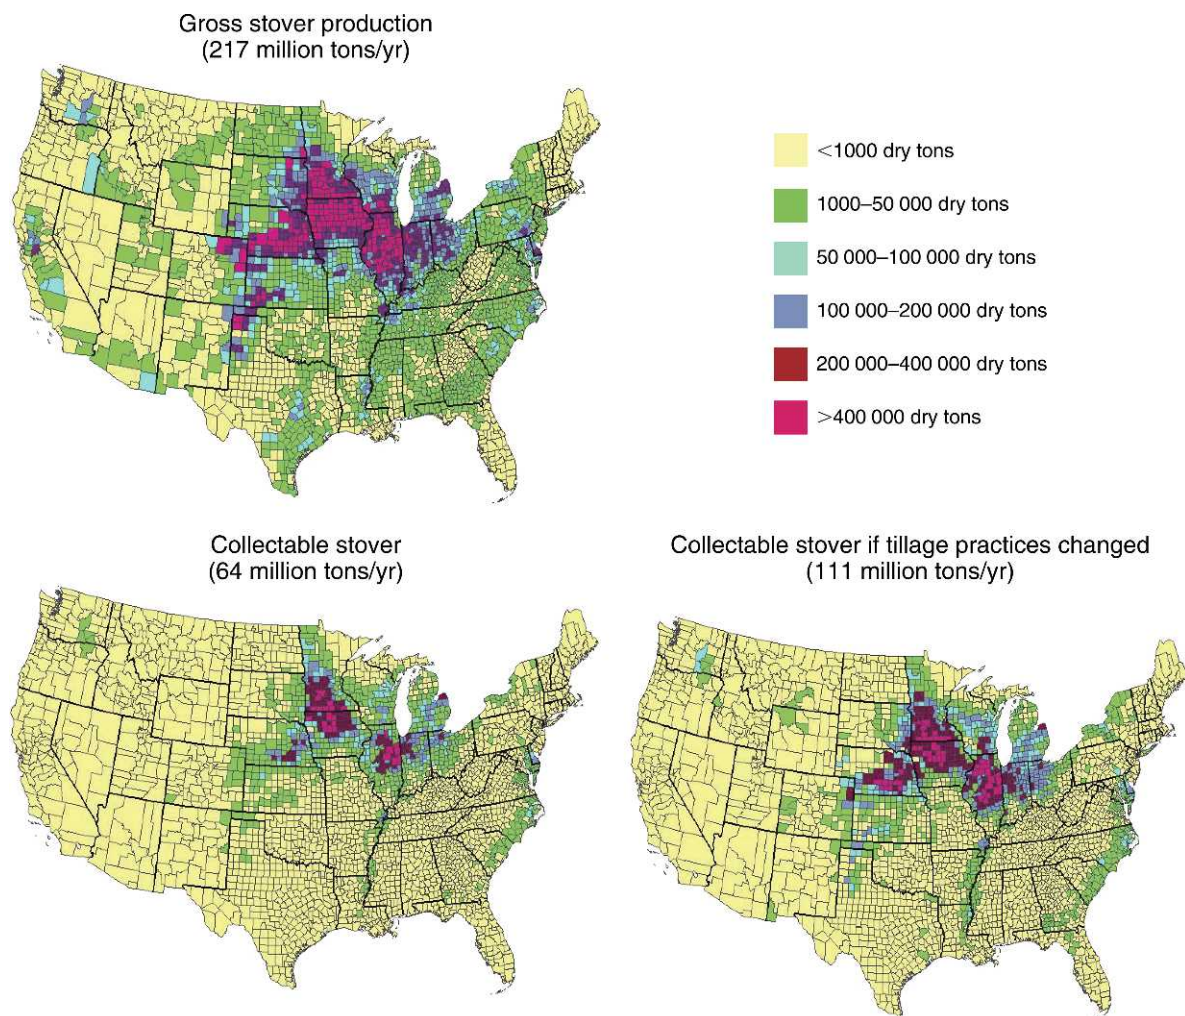 Gross stover production
(217 million tons/yr)
<1000 dry tons
1000–50 000 dry tons
50 000–100 000 dry tons
100 000–200 000 dry tons
200 000–400 000 dry tons
>400 000 dry tons
Collectable stover
(64 million tons/yr)
Collectable stover if tillage practices changed
(111 million tons/yr)